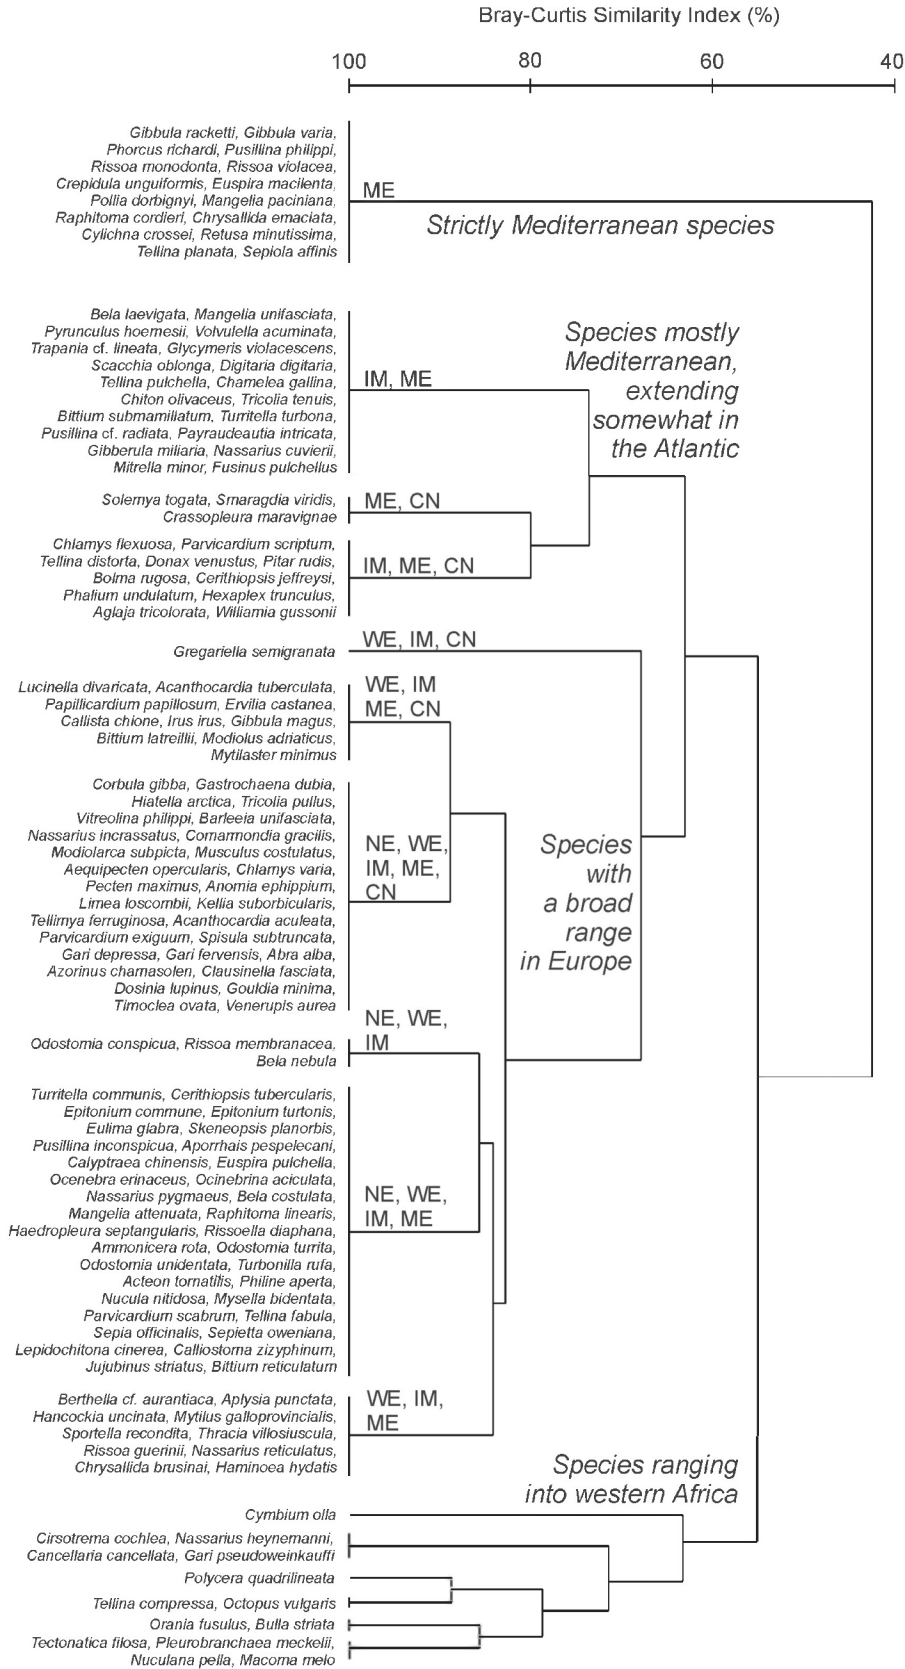 Bray-Curtis Similarity Index (%)
100 80 60 40
Gibbula racketti, Gibbula varia,
Phorcus richardi, Pusillina philippi,
Rissoa monodonta, Rissoa violacea,
Crepidula unguiformis, Euspira macilenta,
Pollia dorbignyi, Mangelia paciniana,
Raphitoma cordieri, Chrysallida emaciata,
Cylichna crossei, Retusa minutissima,
Tellina planata, Sepiola affinis
ME
Strictly Mediterranean species
Bela laevigata, Mangelia unifasciata,
Pyrunculus hoernesii, Volvulella acuminata,
Trapania cf. lineata, Glycymeris violacescens,
Scacchia oblonga, Digitaria digitaria,
Tellina pulchella, Chamelea gallina,
Chiton olivaceus, Tricolia tenuis,
Bittium submamillatum, Turritella turbona,
Pusillina cf. radiata, Payraudeautia intricata,
Gibberula miliaria, Nassarius cuvierii,
Mitrella minor, Fusinus pulchellus
IM, ME
Species mostly
Mediterranean,
extending
somewhat in
the Atlantic
Solemya togata, Smaragdia viridis,
Crassopleura maravignae
ME, CN
Chlamys flexuosa, Parvicardium scriptum,
Tellina distorta, Donax venustus, Pitar rudis,
Bolma rugosa, Cerithiopsis jeffreysi,
Phalium undulatum, Hexaplex trunculus,
Aglaja tricolorata, Williamia gussonii
IM, ME, CN
Gregariella semigranata
WE, IM, CN
Lucinella divaricata, Acanthocardia tuberculata,
Papillicardium papillosum, Ervilia castanea,
Callista chione, Irus irus, Gibbula magus,
Bittium latreillii, Modiolus adriaticus,
Mytilaster minimus
WE, IM
ME, CN
Corbula gibba, Gastrochaena dubia,
Hiatella arctica, Tricolia pullus,
Vitreolina philippi, Barleeia unifasciata,
Nassarius incrassatus, Comarmondia gracilis,
Modiolarca subpicta, Musculus costulatus,
Aequipecten opercularis, Chlamys varia,
Pecten maximus, Anomia ephippium,
Limea loscombii, Kellia suborbicularis,
Tellimya ferruginosa, Acanthocardia aculeata,
Parvicardium exiguum, Spisula subtruncata,
Gari depressa, Gari fervensis, Abra alba,
Azorinus chamasolen, Clausinella fasciata,
Dosinia lupinus, Gouldia minima,
Timoclea ovata, Venerupis aurea
NE, WE,
IM, ME,
CN
Species
with
a broad
range
in Europe
Odostomia conspicua, Rissoa membranacea,
Bela nebula
NE, WE,
IM
Turritella communis, Cerithiopsis tubercularis,
Epitonium commune, Epitonium turtonis,
Eulima glabra, Skeneopsis planorbis,
Pusillina inconspicua, Aporrhais pespelecani,
Calyptraea chinensis, Euspira pulchella,
Ocenebra erinaceus, Ocinebrina aciculata,
Nassarius pygmaeus, Bela costulata,
Mangelia attenuata, Raphitoma linearis,
Haedropleura septangularis, Rissoella diaphana,
Ammonicera rota, Odostomia turrita,
Odostomia unidentata, Turbonilla rufa,
Acteon tornatilis, Philine aperta,
Nucula nitidosa, Mysella bidentata,
Parvicardium scabrum, Tellina fabula,
Sepia officinalis, Sepietta oweniana,
Lepidochitona cinerea, Calliostoma zizyphinum,
Jujubinus striatus, Bittium reticulatum
NE, WE,
IM, ME
Berthella cf. aurantiaca, Aplysia punctata,
Hancockia uncinata, Mytilus galloprovincialis,
Sportella recondita, Thracia villosiuscula,
Rissoa guerinii, Nassarius reticulatus,
Chrysallida brusinai, Haminoea hydatis
WE, IM,
ME
Species ranging
into western Africa
Cymbium olla
Cirsotrema cochlea, Nassarius heynemanni,
Cancellaria cancellata, Gari pseudoweinkauffi
Polycera quadrilineata
Tellina compressa, Octopus vulgaris
Orania fusulus, Bulla striata
Tectonatica filosa, Pleurobranchaea meckelii,
Nuculana pella, Macoma melo